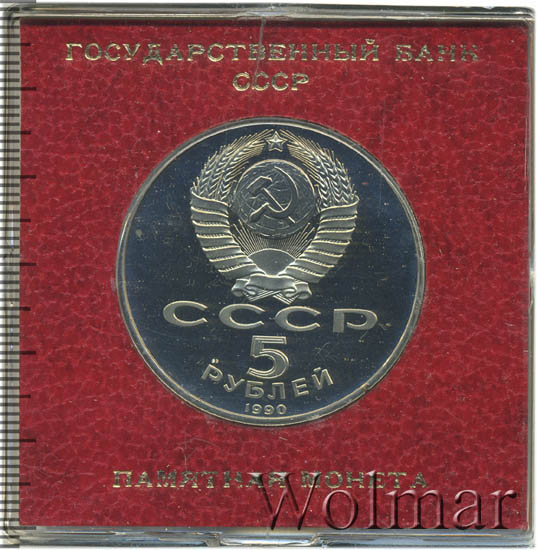 ГОСУДАРСТВЕННЫЙ БАНК
СССР
СССР
5
РУБЛЕЙ
1990
ПАМЯТНАЯ МОНЕТА
Wolmar